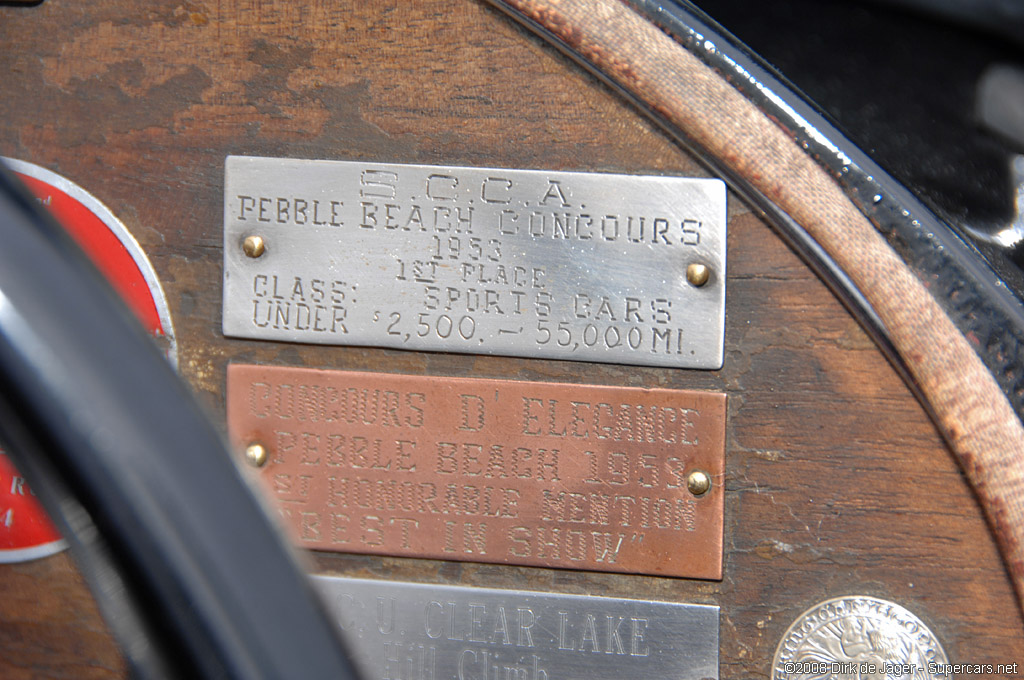 S.C.C.A.
PEBBLE BEACH CONCOURS
1953
1ST PLACE
CLASS: SPORTS CARS
UNDER $2,500. — 55,000 MI.
CONCOURS D'ELEGANCE
PEBBLE BEACH 1953
HONORABLE MENTION
"BEST IN SHOW"
U. CLEAR LAKE
Hill Climb
©2008 Dirk de Jager - Supercars.net